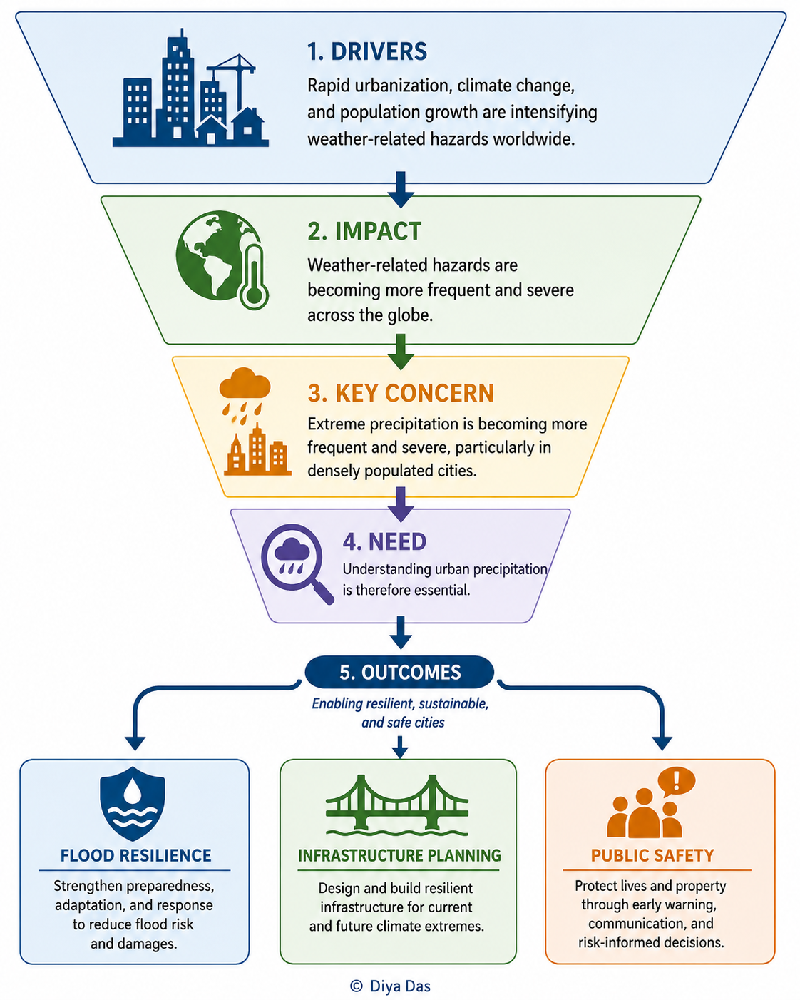 1. DRIVERS
Rapid urbanization, climate change,
and population growth are intensifying
weather-related hazards worldwide.
2. IMPACT
Weather-related hazards are
becoming more frequent and severe
across the globe.
3. KEY CONCERN
Extreme precipitation is becoming more
frequent and severe, particularly in
densely populated cities.
4. NEED
Understanding urban precipitation
is therefore essential.
5. OUTCOMES
Enabling resilient, sustainable,
and safe cities
FLOOD RESILIENCE
Strengthen preparedness,
adaptation, and response
to reduce flood risk
and damages.
INFRASTRUCTURE PLANNING
Design and build resilient
infrastructure for current
and future climate extremes.
!
PUBLIC SAFETY
Protect lives and property
through early warning,
communication, and
risk-informed decisions.
© Diya Das